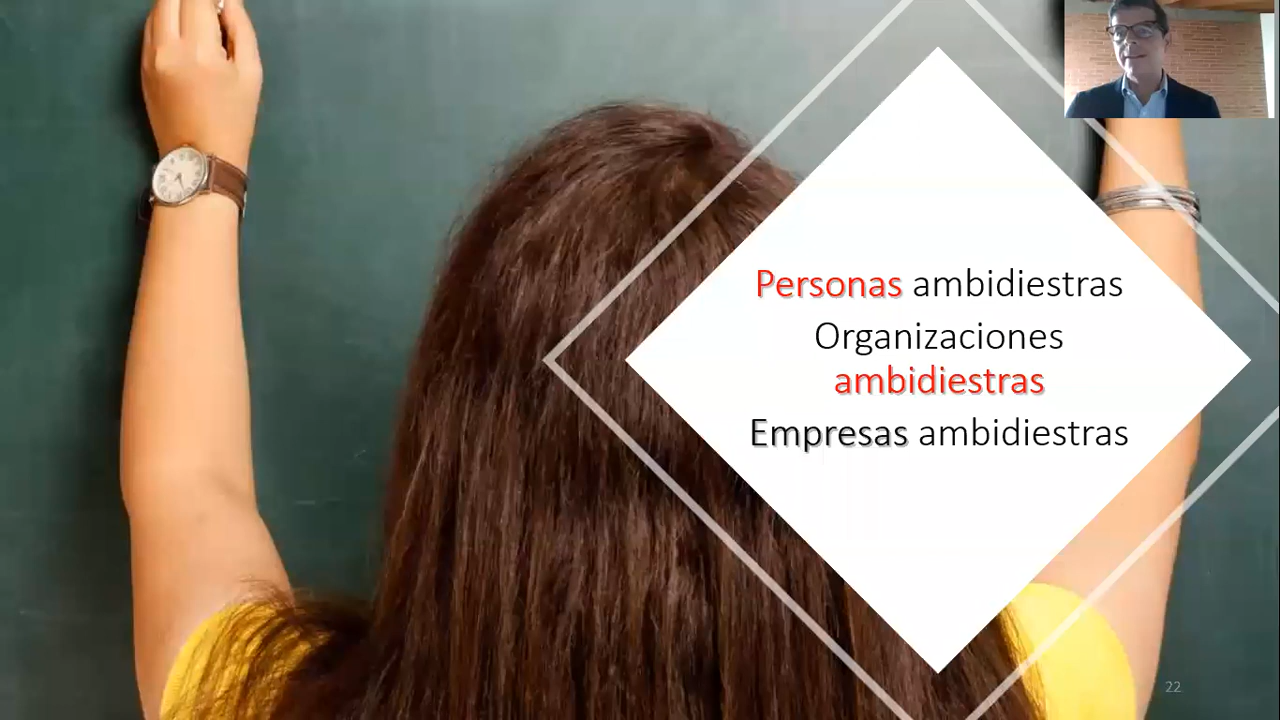 Personas ambidiestras
Organizaciones
ambidiestras
Empresas ambidiestras
22